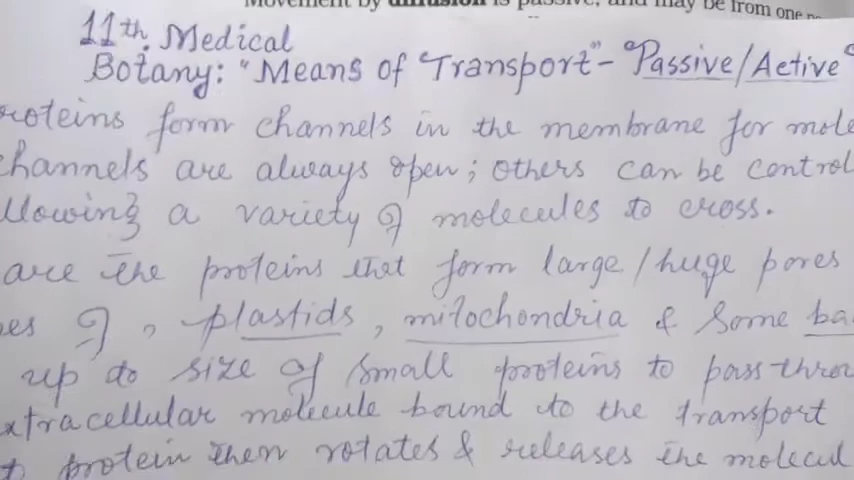 Movement by diffusion is passive, and may be from one
11th Medical
Botany: "Means of Transport" - "Passive/Active"
roteins form channels in the membrane for mole
channels are always open; others can be control
llowing a variety of molecules to cross.
are the proteins that form large/huge pores
es of, plastids, mitochondria & some ba
up to size of small proteins to pass throu
xtracellular molecule bound to the transport
t protein then rotates & releases the molecul